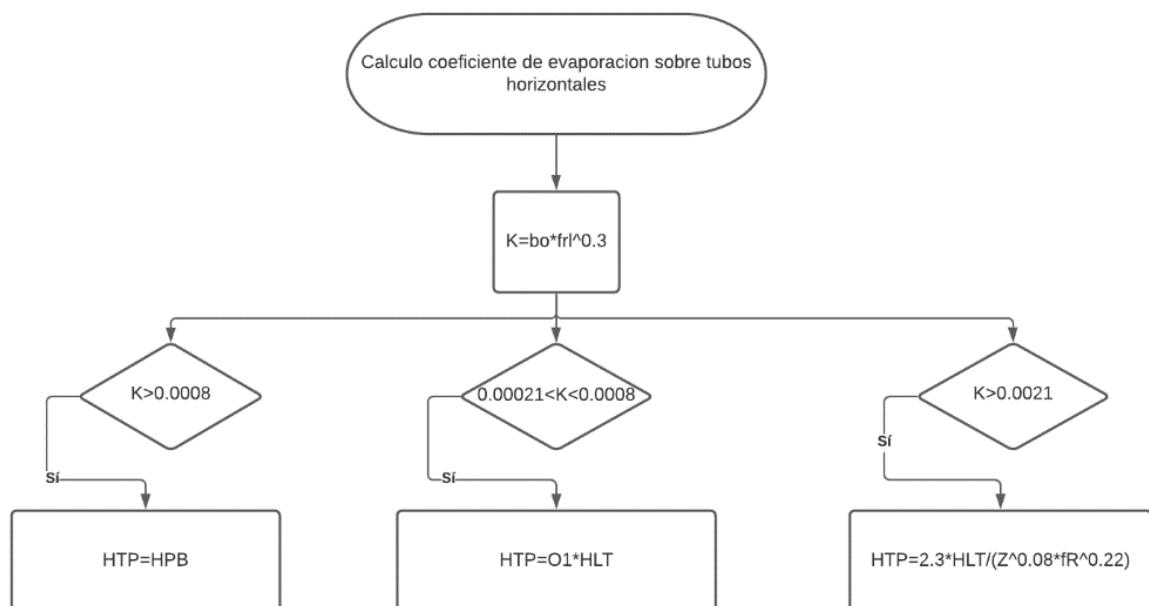 Calculo coeficiente de evaporacion sobre tubos
horizontales
K=bo*frl^0.3
K>0.0008
0.00021<K<0.0008
K>0.0021
Sí
Sí
Sí
HTP=HPB
HTP=O1*HLT
HTP=2.3*HLT/(Z^0.08*fR^0.22)